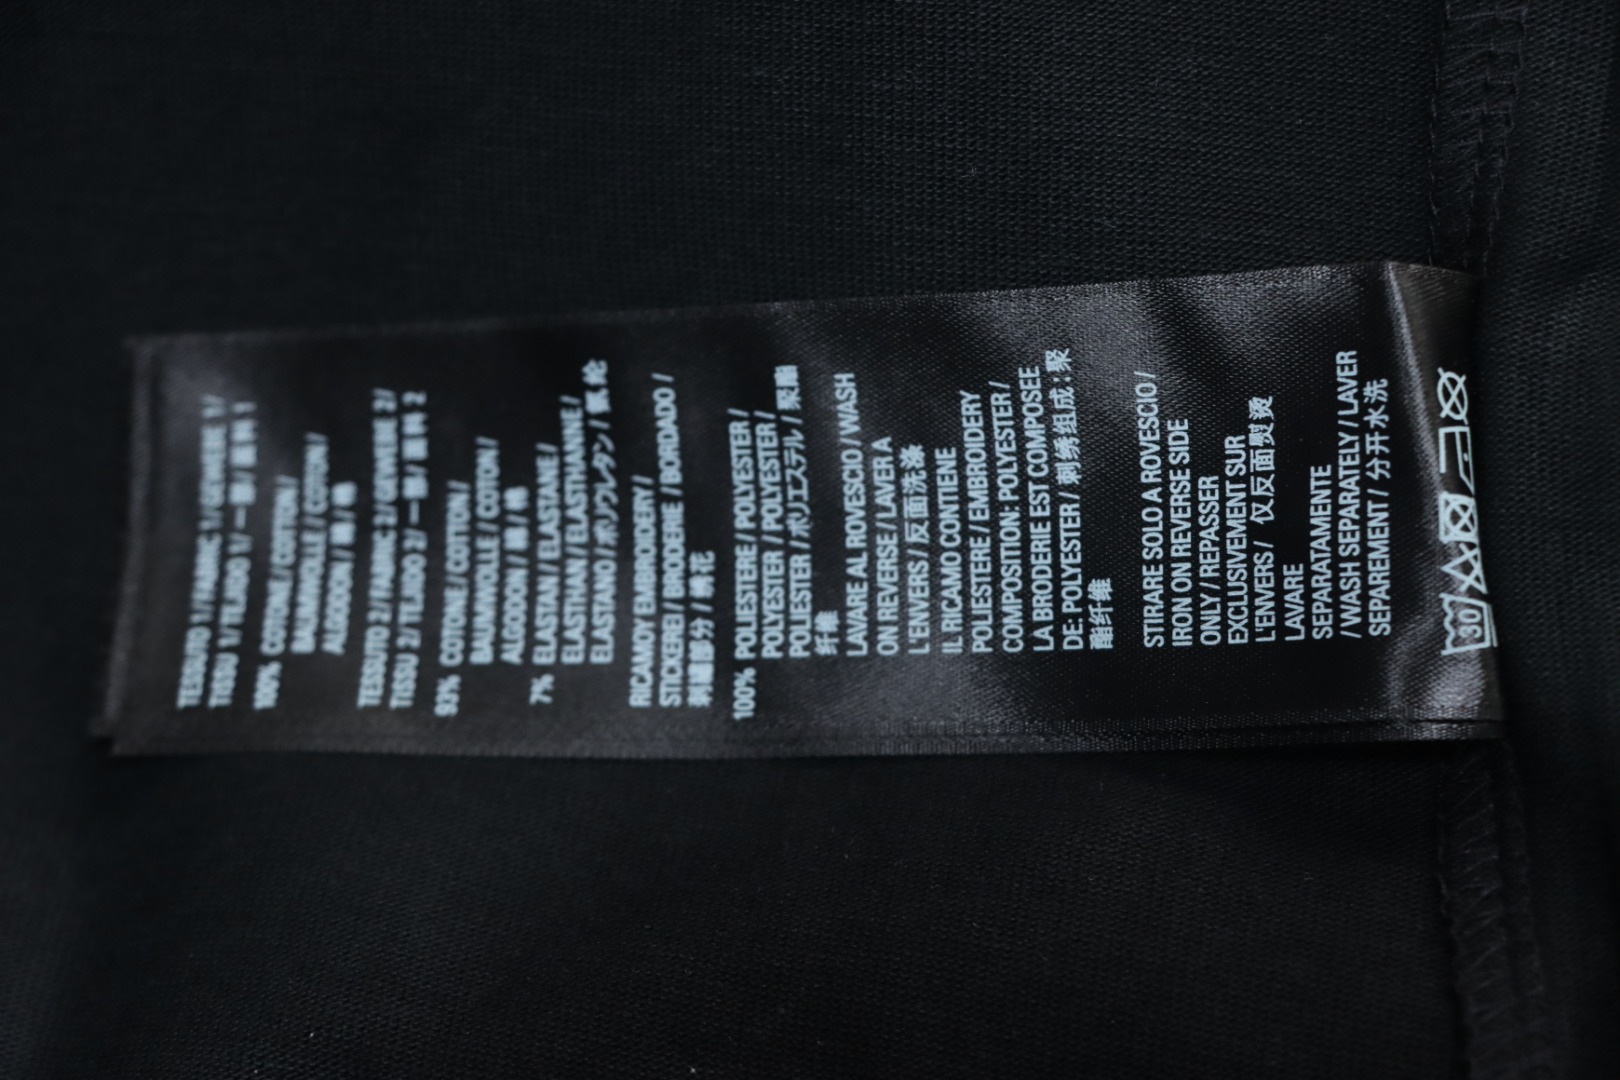 TESSUTO 1/FABRIC 1/GEWEBE 1/
TISSU 1/TEJIDO 1/一部/面料 1
100% COTONE/COTTON/
BAUMWOLLE/COTON/
ALGODON/綿/棉
TESSUTO 2/FABRIC 2/GEWEBE 2/
TISSU 2/TEJIDO 2/一部/面料 2
93% COTONE/COTTON/
BAUMWOLLE/COTON/
ALGODON/綿/棉
7% ELASTAN/ELASTANE/
ELASTHAN/ELASTHANNE/
ELASTANO/ポリウレタン/氨纶
RICAMOY EMBOIDERY/
STICKEREI/BRODERIE/BORDADO/
刺繍部分/绣花
100% POLIESTERE/POLYESTER/
POLYESTER/POLYESTER/
POLIESTER/ポリエステル/聚酯
纤维
LAVARE AL ROVESCIO/WASH
ON REVERSE/LAVER A
L'ENVERS/反面洗涤
IL RICAMO CONTIENE
POLIESTERE/EMBROIDERY
COMPOSITION: POLYESTER/
LA BRODERIE EST COMPOSEE
DE: POLYESTER/刺绣组成:聚
酯纤维
STIRARE SOLO A ROVESCIO/
IRON ON REVERSE SIDE
ONLY/REPASSER
EXCLUSIVEMENT SUR
L'ENVERS/仅反面熨烫
LAVARE
SEPARATAMENTE
/WASH SEPARATELY/LAVER
SEPAREMENT/分开水洗
30